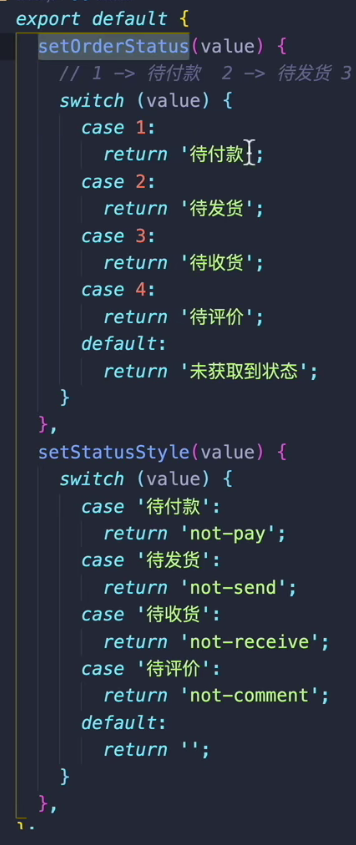 export default {
setOrderStatus(value) {
// 1 -> 待付款 2 -> 待发货 3
switch (value) {
case 1:
return '待付款';
case 2:
return '待发货';
case 3:
return '待收货';
case 4:
return '待评价';
default:
return '未获取到状态';
}
},
setStatusStyle(value) {
switch (value) {
case '待付款':
return 'not-pay';
case '待发货':
return 'not-send';
case '待收货':
return 'not-receive';
case '待评价':
return 'not-comment';
default:
return '';
}
},